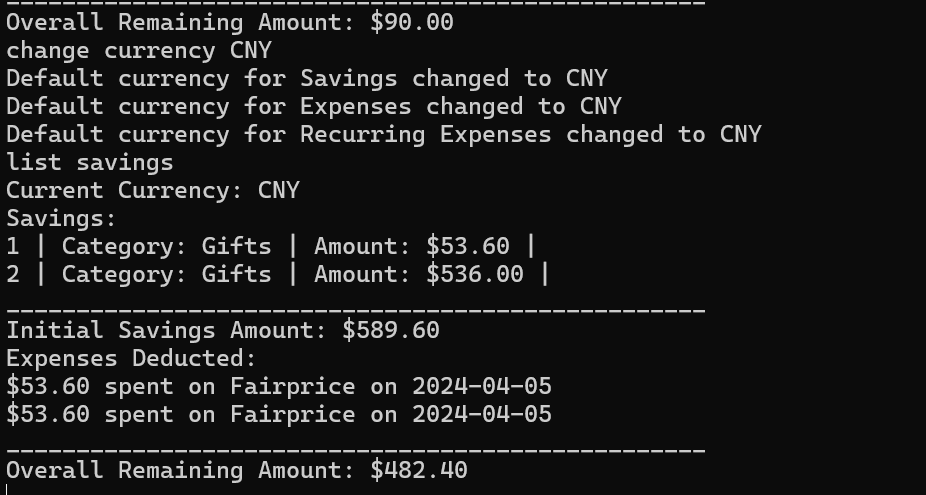 --------------------------------------------------
Overall Remaining Amount: $90.00
change currency CNY
Default currency for Savings changed to CNY
Default currency for Expenses changed to CNY
Default currency for Recurring Expenses changed to CNY
list savings
Current Currency: CNY
Savings:
1 | Category: Gifts | Amount: $53.60 |
2 | Category: Gifts | Amount: $536.00 |
--------------------------------------------------
Initial Savings Amount: $589.60
Expenses Deducted:
$53.60 spent on Fairprice on 2024-04-05
$53.60 spent on Fairprice on 2024-04-05
--------------------------------------------------
Overall Remaining Amount: $482.40